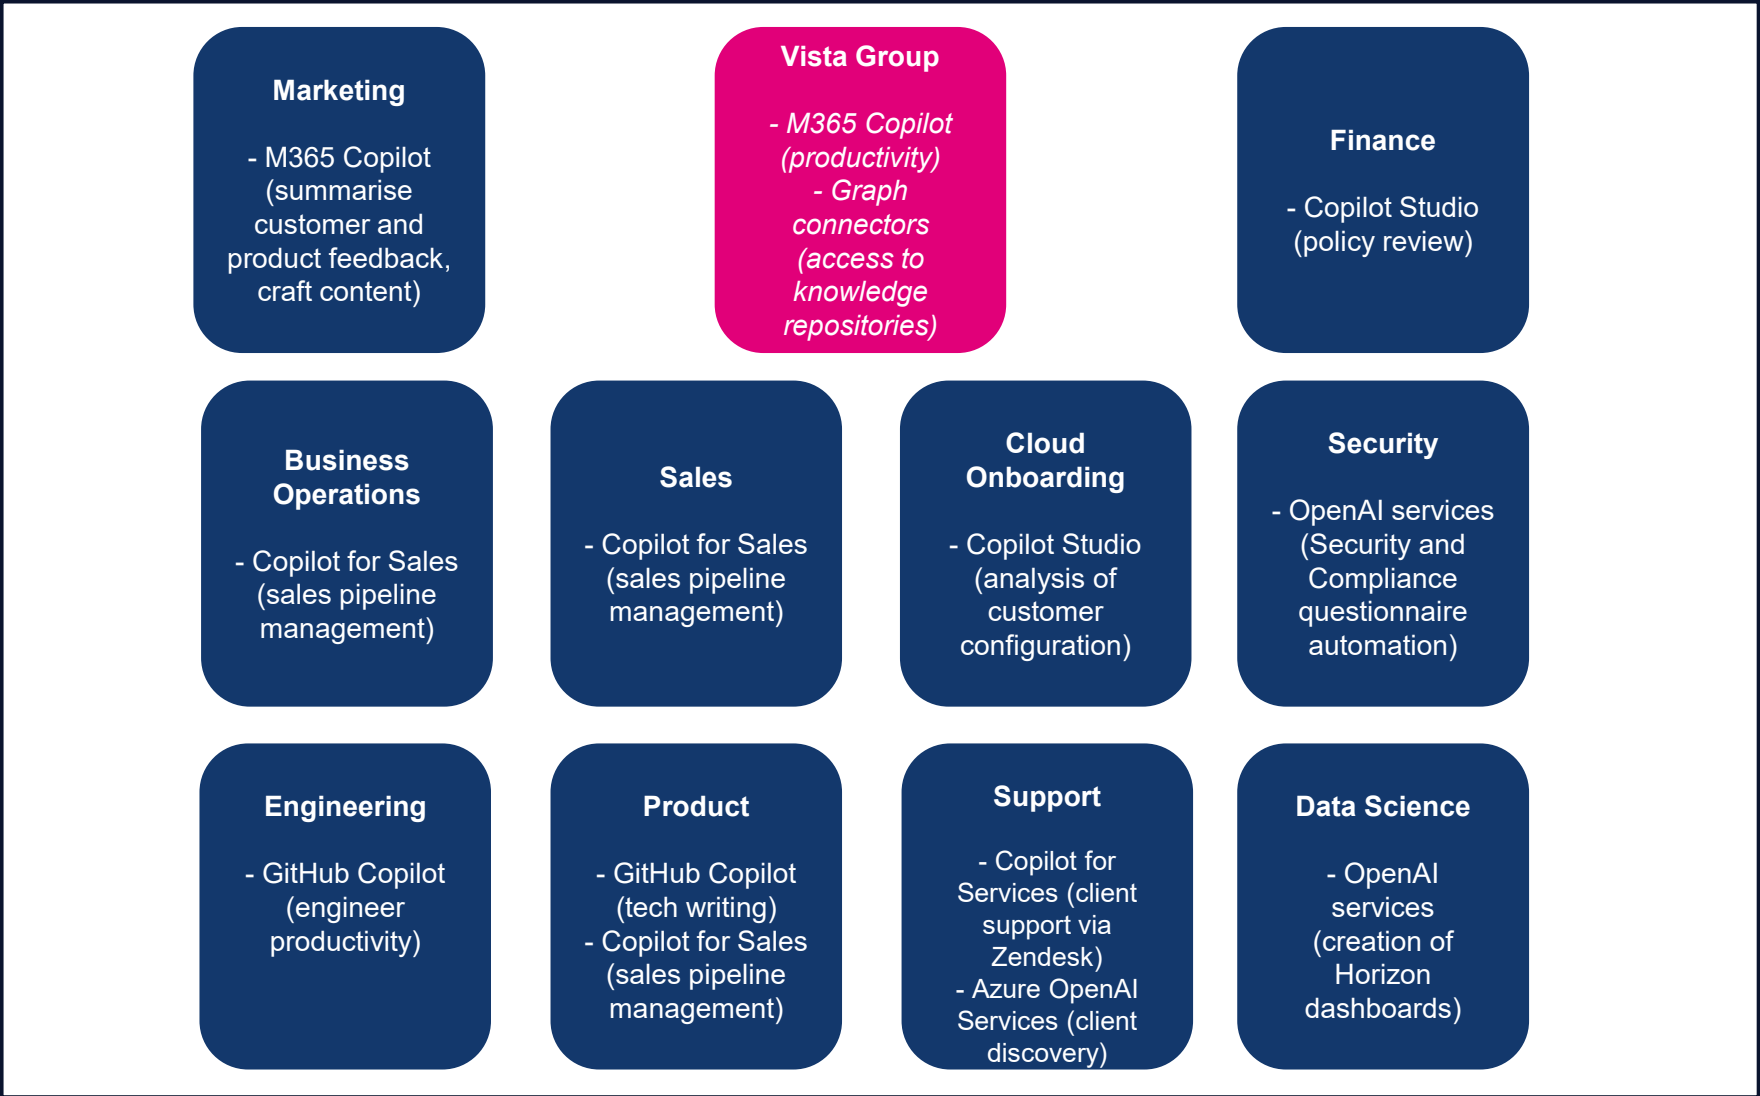 Marketing
- M365 Copilot
(summarise
customer and
product feedback,
craft content)
Vista Group
- M365 Copilot
(productivity)
- Graph
connectors
(access to
knowledge
repositories)
Finance
- Copilot Studio
(policy review)
Business
Operations
- Copilot for Sales
(sales pipeline
management)
Sales
- Copilot for Sales
(sales pipeline
management)
Cloud
Onboarding
- Copilot Studio
(analysis of
customer
configuration)
Security
- OpenAI services
(Security and
Compliance
questionnaire
automation)
Engineering
- GitHub Copilot
(engineer
productivity)
Product
- GitHub Copilot
(tech writing)
- Copilot for Sales
(sales pipeline
management)
Support
- Copilot for
Services (client
support via
Zendesk)
- Azure OpenAI
Services (client
discovery)
Data Science
- OpenAI
services
(creation of
Horizon
dashboards)